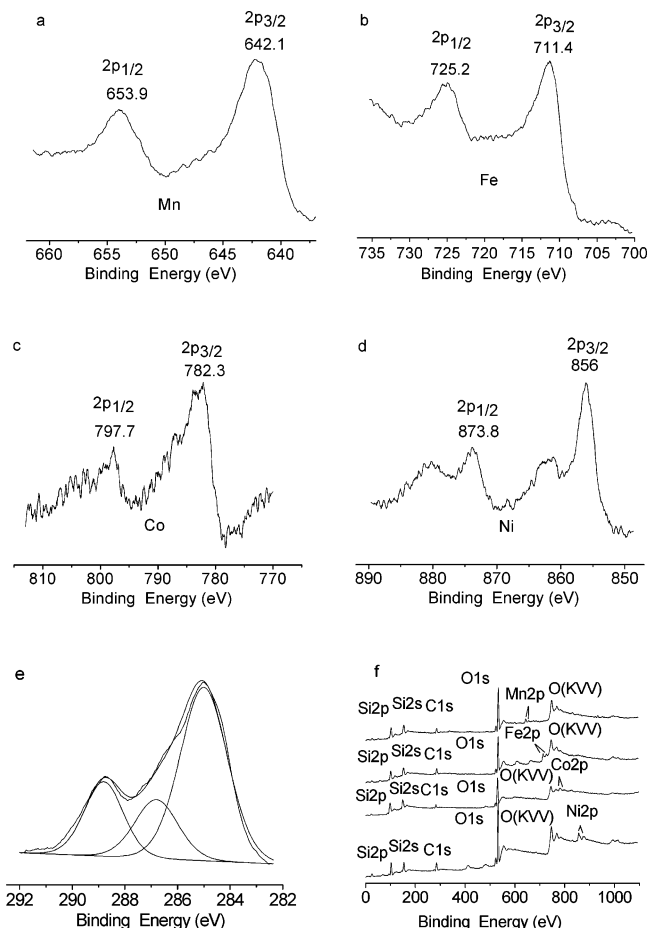 a
2p3/2
642.1
2p1/2
653.9
Mn
660 655 650 645 640
Binding Energy (eV)
b
2p3/2
711.4
2p1/2
725.2
Fe
735 730 725 720 715 710 705 700
Binding Energy (eV)
c
2p3/2
782.3
2p1/2
797.7
Co
810 800 790 780 770
Binding Energy (eV)
d
2p3/2
856
2p1/2
873.8
Ni
890 880 870 860 850
Binding Energy (eV)
e
292 290 288 286 284 282
Binding Energy (eV)
f
O1s
Si2p Si2s C1s Mn2p O(KVV)
Si2p Si2s C1s O1s Fe2p O(KVV)
Si2p Si2s C1s O1s O(KVV) Co2p
Si2p Si2s C1s O1s O(KVV) Ni2p
0 200 400 600 800 1000
Binding Energy (eV)